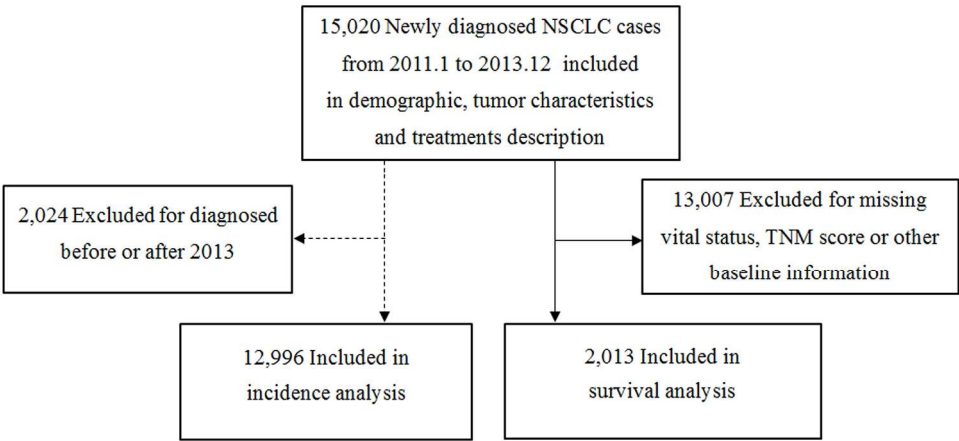 15,020 Newly diagnosed NSCLC cases
from 2011.1 to 2013.12 included
in demographic, tumor characteristics
and treatments description
2,024 Excluded for diagnosed
before or after 2013
13,007 Excluded for missing
vital status, TNM score or other
baseline information
12,996 Included in
incidence analysis
2,013 Included in
survival analysis